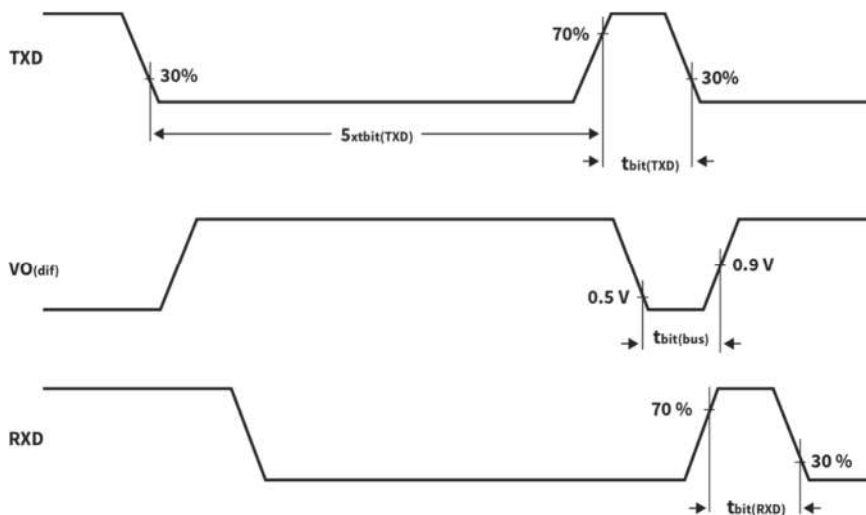 TXD
30%
70%
30%
5xtbit(TXD)
tbit(TXD)
VO(dif)
0.5 V
0.9 V
tbit(bus)
RXD
70 %
30 %
tbit(RXD)